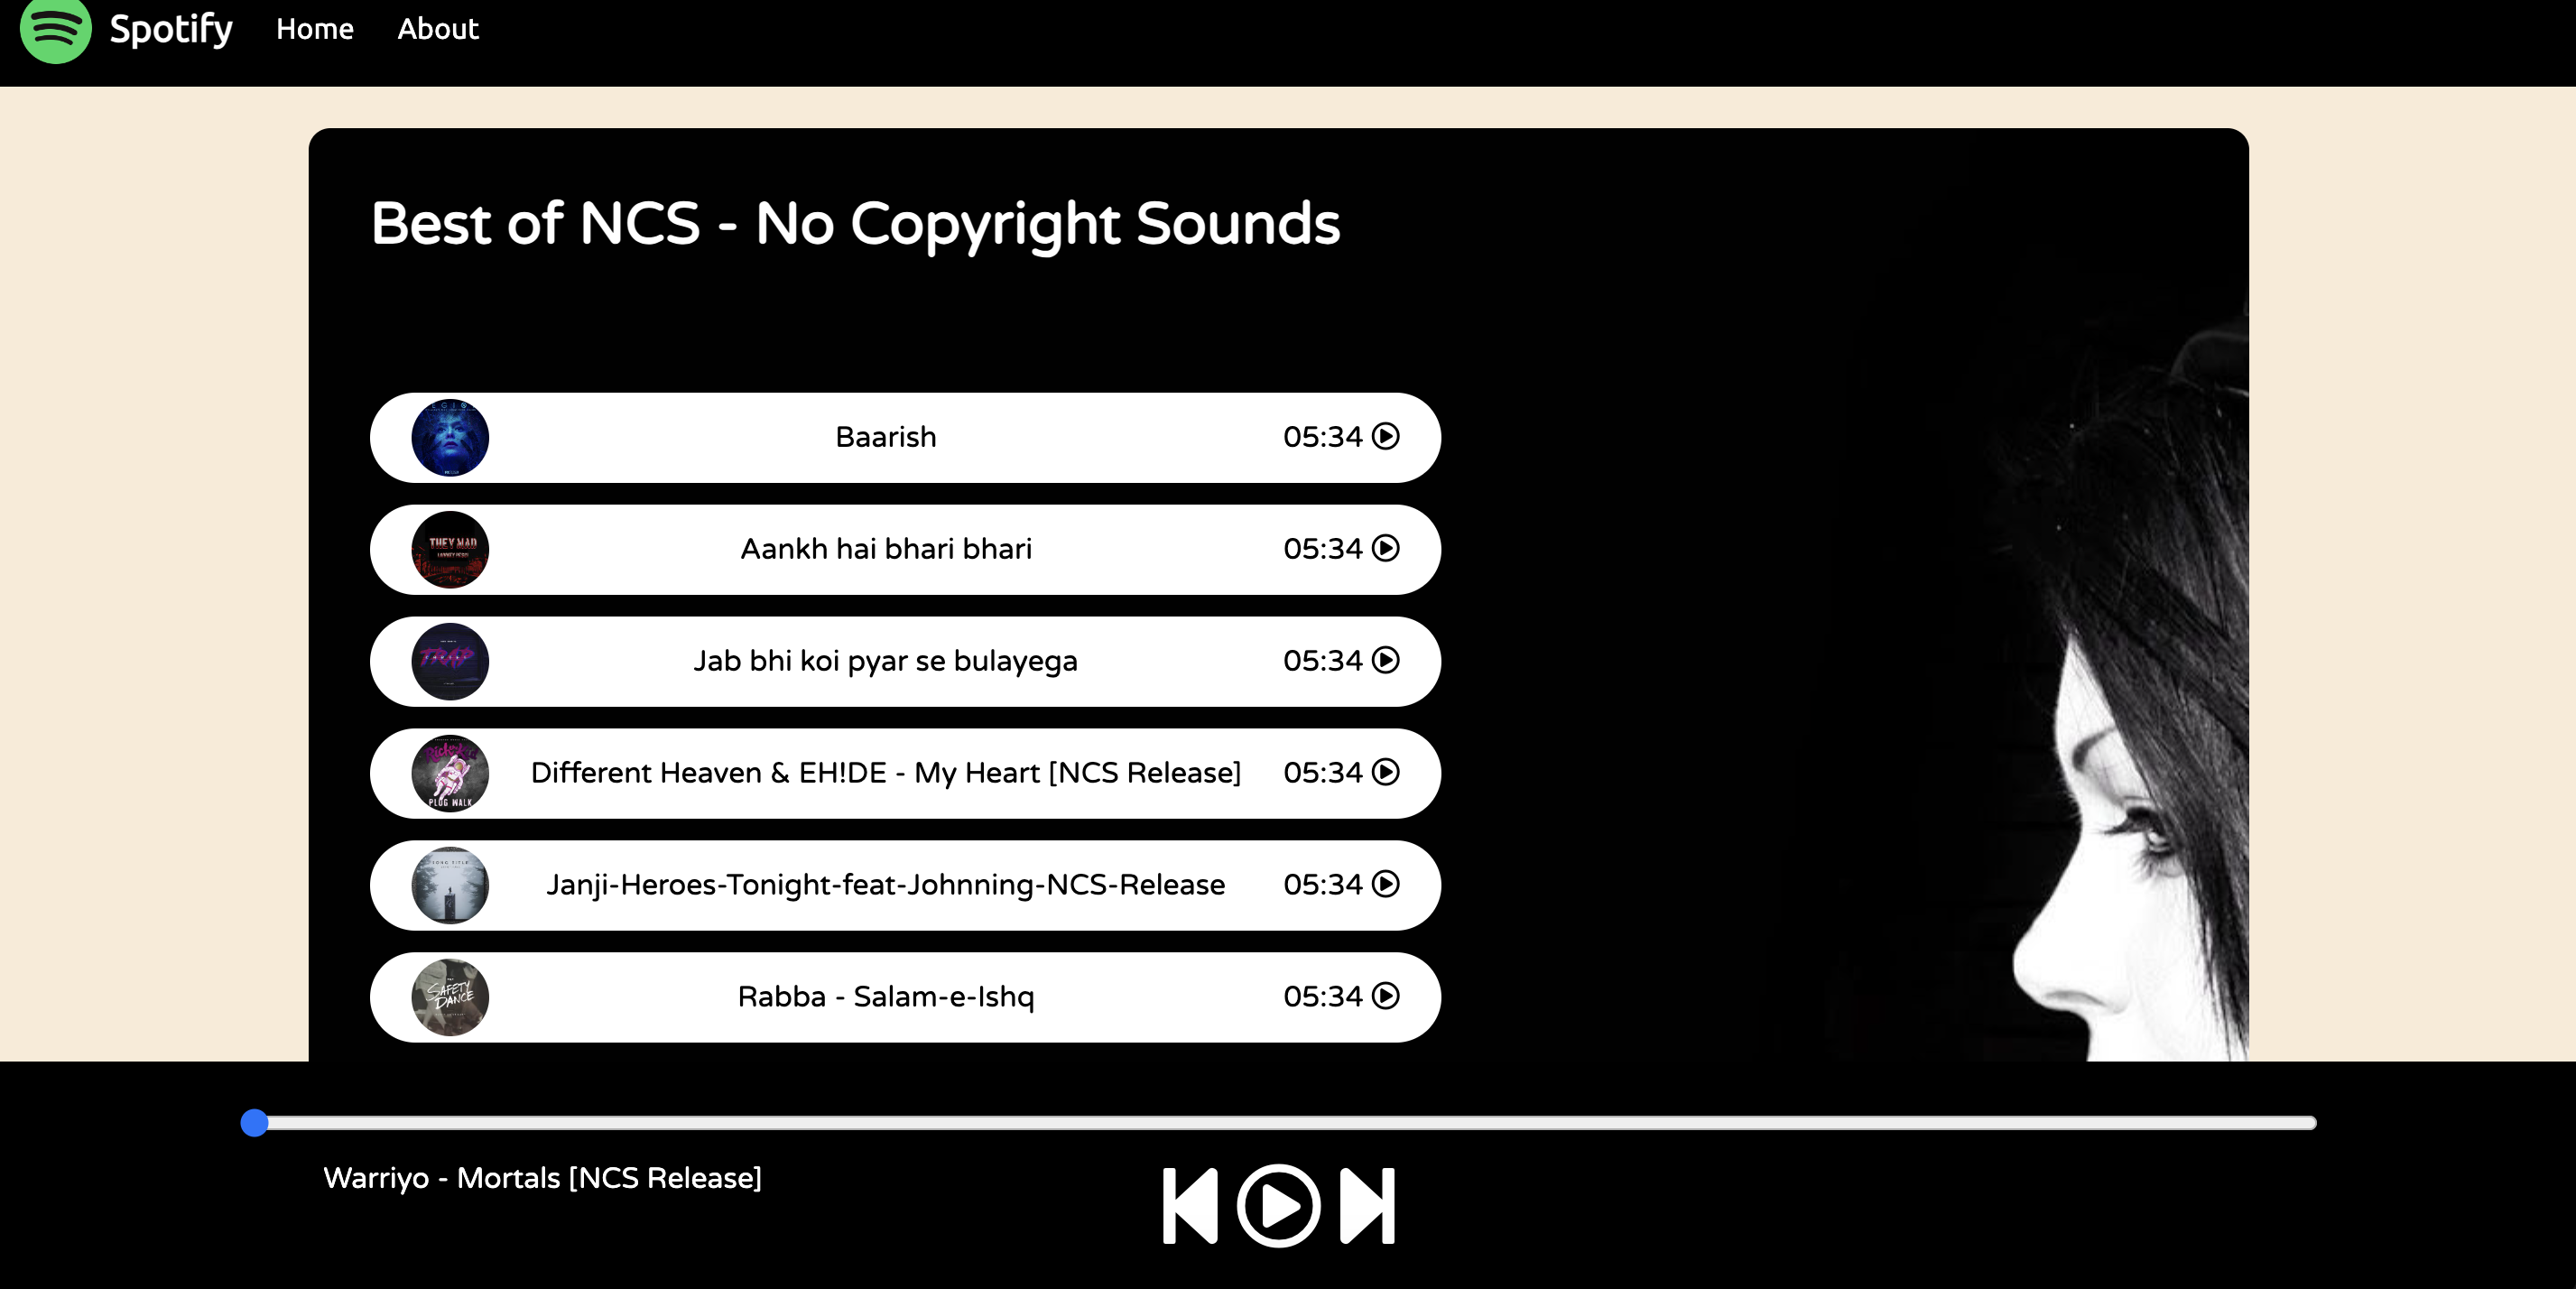 Spotify Home About
Best of NCS - No Copyright Sounds
Baarish 05:34
THEY MAD
Aankh hai bhari bhari 05:34
TRAP
Jab bhi koi pyar se bulayega 05:34
PLUG WALK
Different Heaven & EH!DE - My Heart [NCS Release] 05:34
SONG TITLE
Janji-Heroes-Tonight-feat-Johnning-NCS-Release 05:34
SAFETY
DANCE
Rabba - Salam-e-Ishq 05:34
Warriyo - Mortals [NCS Release]